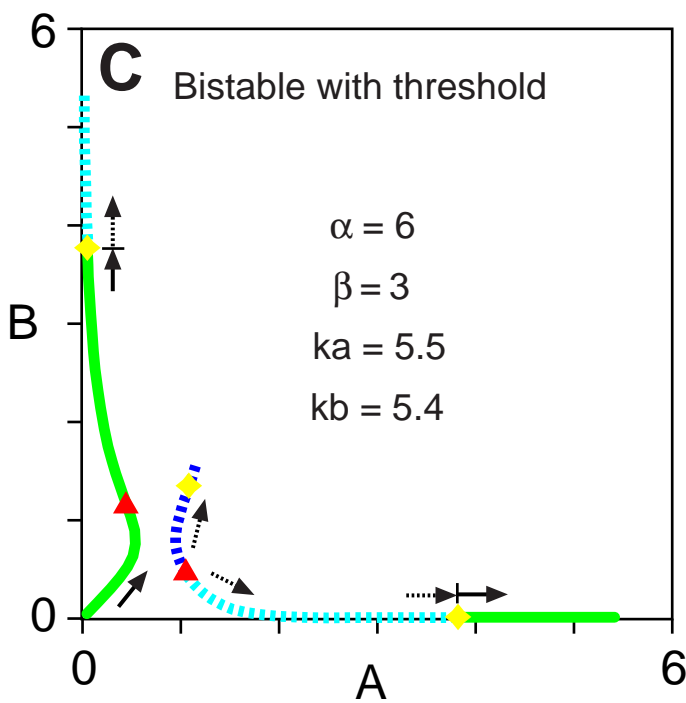 6
C
Bistable with threshold
α = 6
β = 3
B
ka = 5.5
kb = 5.4
0
0
6
A